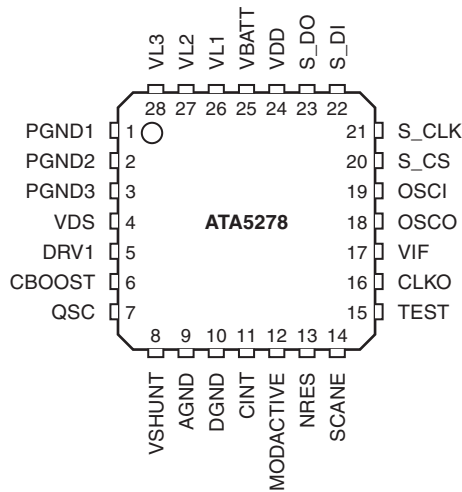 VL3 VL2 VL1 VBATT VDD S_DO S_DI
28 27 26 25 24 23 22
PGND1 1 21 S_CLK
PGND2 2 20 S_CS
PGND3 3 19 OSCI
VDS 4 ATA5278 18 OSCO
DRV1 5 17 VIF
CBOOST 6 16 CLKO
QSC 7 15 TEST
8 9 10 11 12 13 14
VSHUNT AGND DGND CINT MODACTIVE NRES SCANE